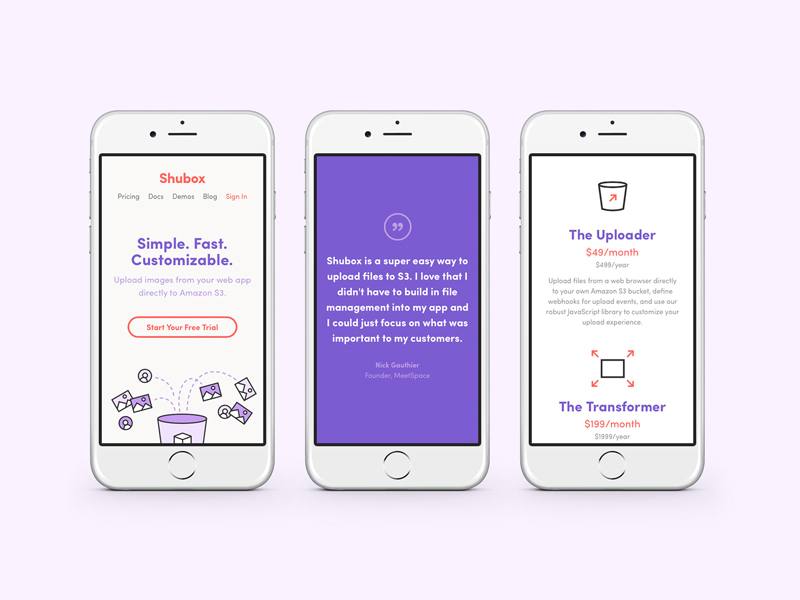 Shubox
Pricing Docs Demos Blog Sign In
Simple. Fast.
Customizable.
Upload images from your web app
directly to Amazon S3.
Start Your Free Trial
Shubox is a super easy way to
upload files to S3. I love that I
didn't have to build in file
management into my app and
I could just focus on what was
important to my customers.
Nick Gauthier
Founder, MeetSpace
The Uploader
$49/month
$499/year
Upload files from a web browser directly
to your own Amazon S3 bucket, define
webhooks for upload events, and use our
robust JavaScript library to customize your
upload experience.
The Transformer
$199/month
$1999/year